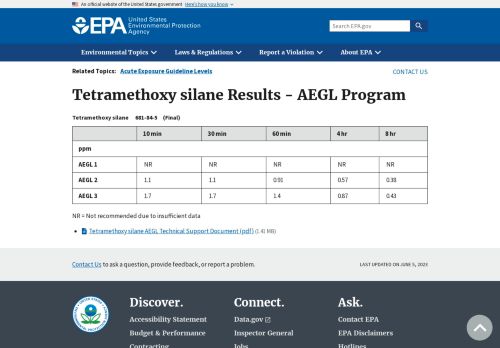 An official website of the United States government Here's how you know
EPA United States
Environmental Protection
Agency
Search EPA.gov
Environmental Topics Laws & Regulations Report a Violation About EPA
Related Topics: Acute Exposure Guideline Levels
CONTACT US
Tetramethoxy silane Results - AEGL Program
Tetramethoxy silane 681-84-5 (Final)
10 min 30 min 60 min 4 hr 8 hr
ppm
AEGL 1 NR NR NR NR NR
AEGL 2 1.1 1.1 0.91 0.57 0.38
AEGL 3 1.7 1.7 1.4 0.87 0.43
NR = Not recommended due to insufficient data
Tetramethoxy silane AEGL Technical Support Document (pdf) (1.41 MB)
Contact Us to ask a question, provide feedback, or report a problem.
LAST UPDATED ON JUNE 5, 2023
Discover. Connect. Ask.
Accessibility Statement Data.gov Contact EPA
Budget & Performance Inspector General EPA Disclaimers
Contracting Jobs Hotlines